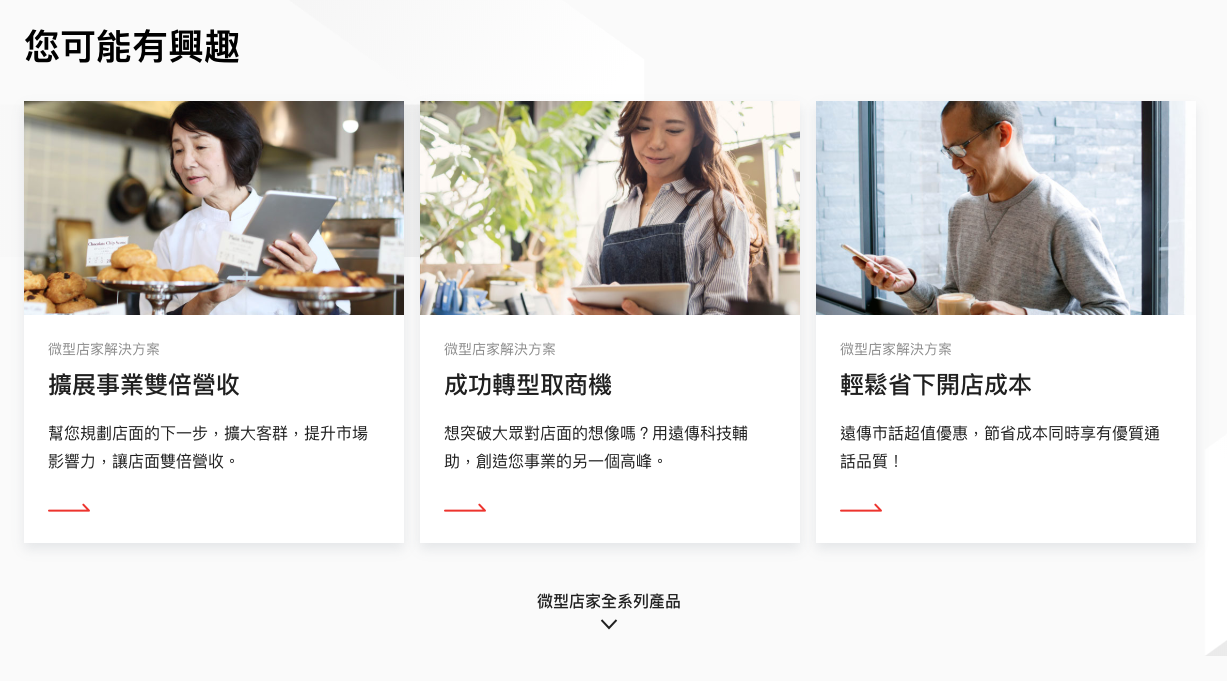 您可能有興趣
微型店家解決方案
擴展事業雙倍營收
幫您規劃店面的下一步，擴大客群，提升市場
影響力，讓店面雙倍營收。
微型店家解決方案
成功轉型取商機
想突破大眾對店面的想像嗎？用遠傳科技輔
助，創造您事業的另一個高峰。
微型店家解決方案
輕鬆省下開店成本
遠傳市話超值優惠，節省成本同時享有優質通
話品質！
微型店家全系列產品